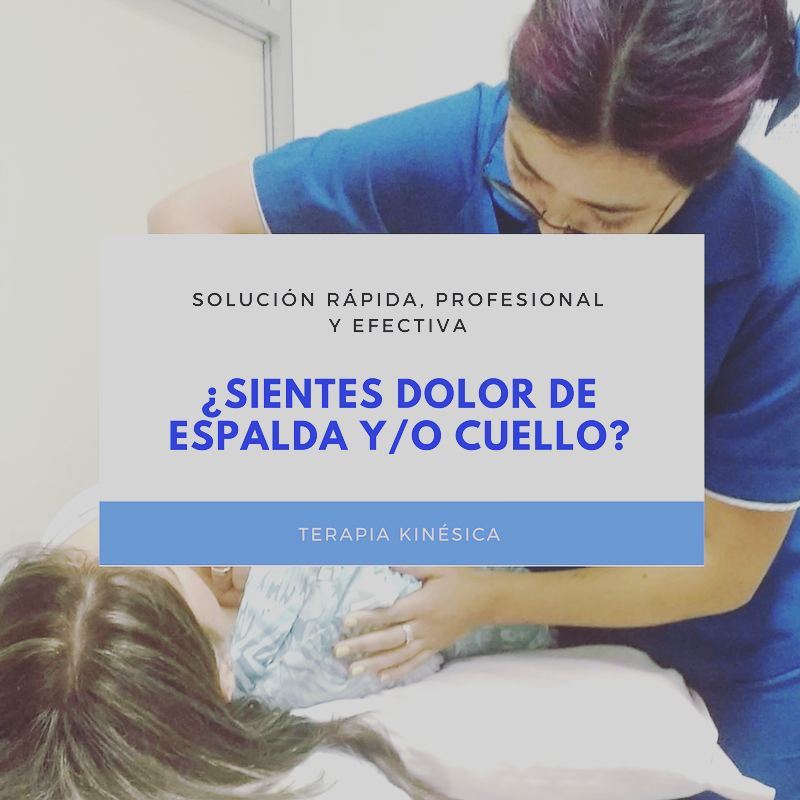 SOLUCIÓN RÁPIDA, PROFESIONAL
Y EFECTIVA
¿SIENTES DOLOR DE
ESPALDA Y/O CUELLO?
TERAPIA KINÉSICA